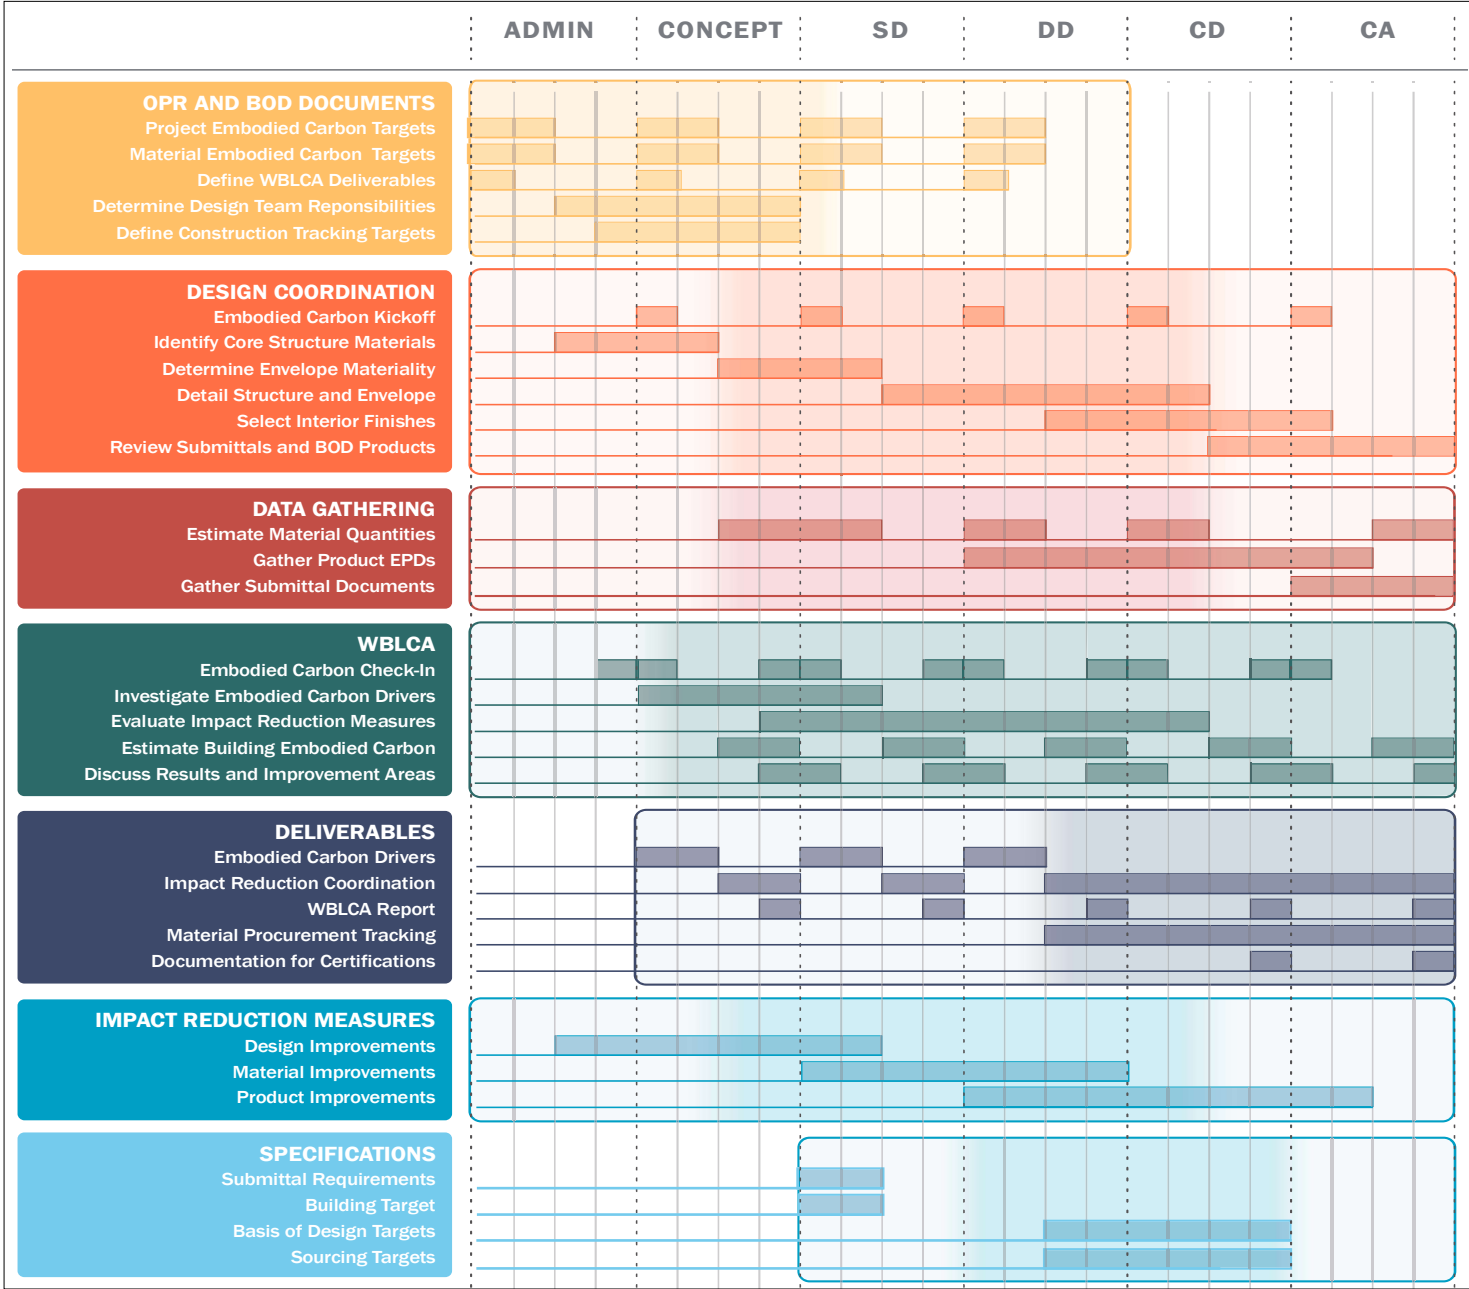 ADMIN CONCEPT SD DD CD CA
OPR AND BOD DOCUMENTS
Project Embodied Carbon Targets
Material Embodied Carbon Targets
Define WBLCA Deliverables
Determine Design Team Reponsibilities
Define Construction Tracking Targets
DESIGN COORDINATION
Embodied Carbon Kickoff
Identify Core Structure Materials
Determine Envelope Materiality
Detail Structure and Envelope
Select Interior Finishes
Review Submittals and BOD Products
DATA GATHERING
Estimate Material Quantities
Gather Product EPDs
Gather Submittal Documents
WBLCA
Embodied Carbon Check-In
Investigate Embodied Carbon Drivers
Evaluate Impact Reduction Measures
Estimate Building Embodied Carbon
Discuss Results and Improvement Areas
DELIVERABLES
Embodied Carbon Drivers
Impact Reduction Coordination
WBLCA Report
Material Procurement Tracking
Documentation for Certifications
IMPACT REDUCTION MEASURES
Design Improvements
Material Improvements
Product Improvements
SPECIFICATIONS
Submittal Requirements
Building Target
Basis of Design Targets
Sourcing Targets